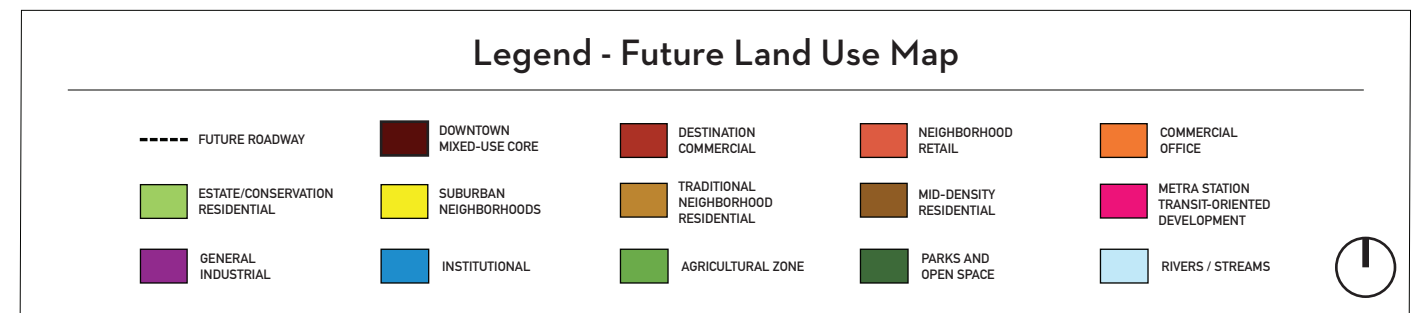 Legend - Future Land Use Map
FUTURE ROADWAY
DOWNTOWN
MIXED-USE CORE
DESTINATION
COMMERCIAL
NEIGHBORHOOD
RETAIL
COMMERCIAL
OFFICE
ESTATE/CONSERVATION
RESIDENTIAL
SUBURBAN
NEIGHBORHOODS
TRADITIONAL
NEIGHBORHOOD
RESIDENTIAL
MID-DENSITY
RESIDENTIAL
METRA STATION
TRANSIT-ORIENTED
DEVELOPMENT
GENERAL
INDUSTRIAL
INSTITUTIONAL
AGRICULTURAL ZONE
PARKS AND
OPEN SPACE
RIVERS / STREAMS